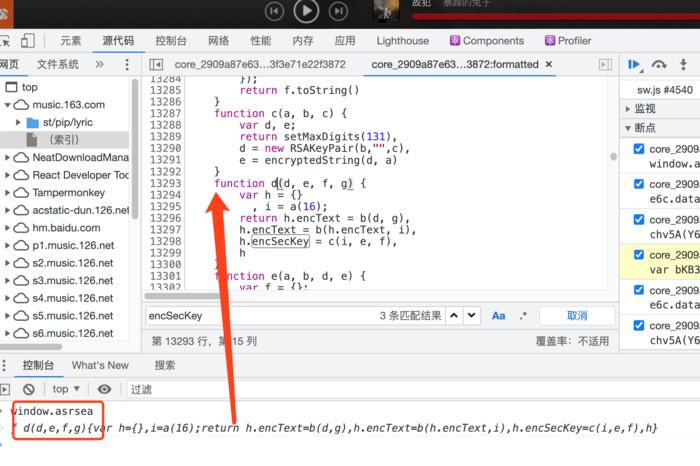 故犯
暴躁的兔子
元素 源代码 控制台 网络 性能 内存 应用 Lighthouse Components Profiler
网页 文件系统 »
core_2909a87e63…3f3e71e22f3872
core_2909a87e63…3872:formatted ×
top
music.163.com
st/pip/lyric
（索引）
NeatDownloadMana
React Developer Too
Tampermonkey
acstatic-dun.126.net
hm.baidu.com
p1.music.126.net
s2.music.126.net
s3.music.126.net
s4.music.126.net
s5.music.126.net
s6.music.126.net
13284 });
13285 return f.toString()
13286 }
13287 function c(a, b, c) {
13288 var d, e;
13289 return setMaxDigits(131),
13290 d = new RSAKeyPair(b,"",c),
13291 e = encryptedString(d, a)
13292 }
13293 function d(d, e, f, g) {
13294 var h = {}
13295 , i = a(16);
13296 return h.encText = b(d, g),
13297 h.encText = b(h.encText, i),
13298 h.encSecKey = c(i, e, f),
13299 h
13300 }
13301 function e(a, b, d, e) {
13302 var f = {};
encSecKey 3 条匹配结果 Aa .* 取消
第 13293 行，第 15 列 覆盖率：不适用
sw.js #4540
监视
断点
core_2909
window.a
core_2909
e6c.data
core_2909
chv5A(Y6
core_2909
var bKB3
core_2909
e6c.data
core_2909
chv5A(Y6
控制台 What's New 搜索
top ▼ 过滤
window.asrsea
ƒ d(d,e,f,g){var h={},i=a(16);return h.encText=b(d,g),h.encText=b(h.encText,i),h.encSecKey=c(i,e,f),h}